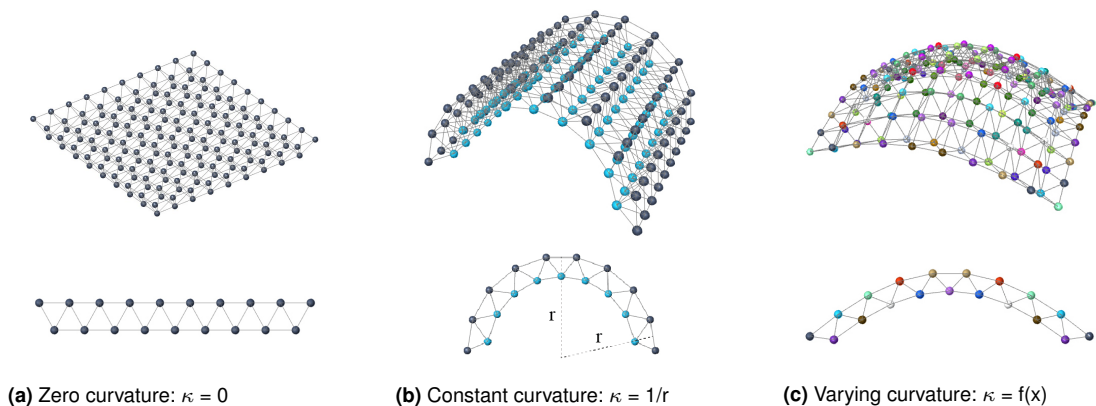 r
r
(a) Zero curvature: κ = 0
(b) Constant curvature: κ = 1/r
(c) Varying curvature: κ = f(x)